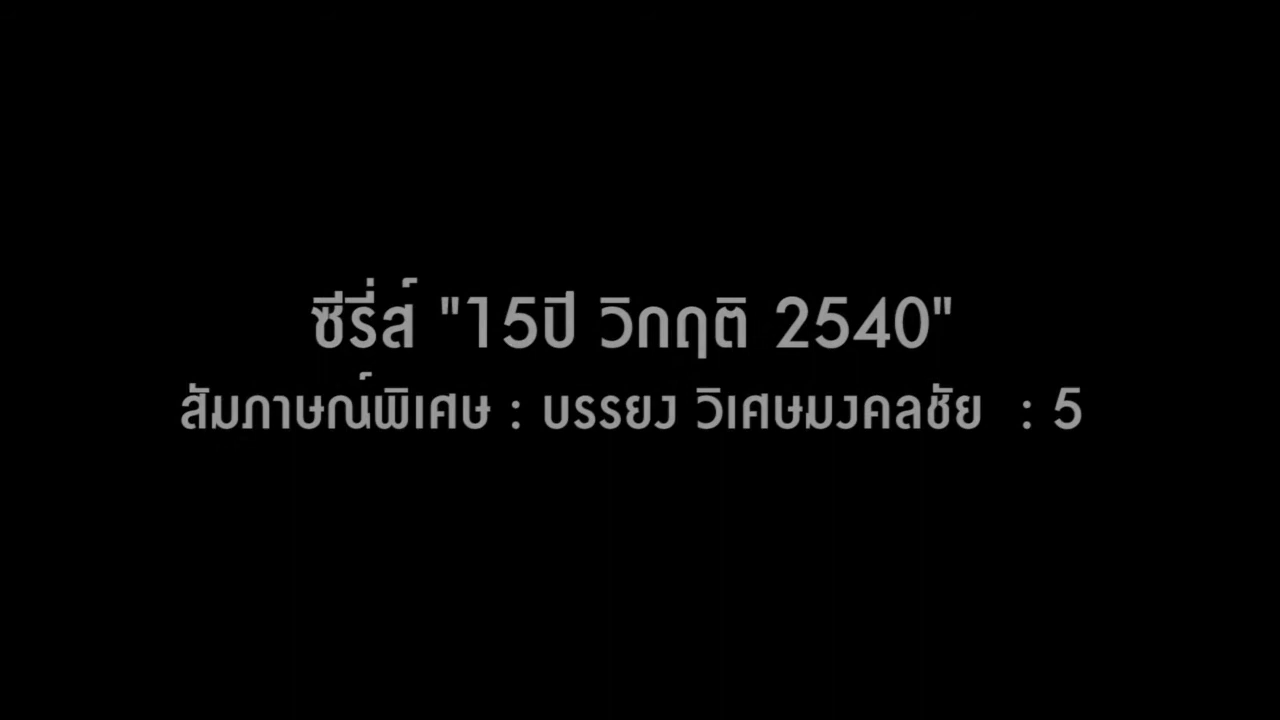 ซีรี่ส์ "15ปี วิกฤติ 2540"
สัมภาษณ์พิเศษ : บรรยง วิเศษมงคลชัย : 5